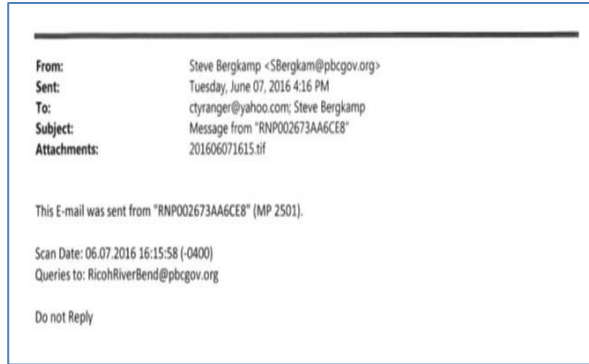 From: Steve Bergkamp <SBergkam@pbcgov.org>
Sent: Tuesday, June 07, 2016 4:16 PM
To: ctyranger@yahoo.com; Steve Bergkamp
Subject: Message from "RNP002673AA6CE8"
Attachments: 201606071615.tif
This E-mail was sent from "RNP002673AA6CE8" (MP 2501).
Scan Date: 06.07.2016 16:15:58 (-0400)
Queries to: RicohRiverBend@pbcgov.org
Do not Reply